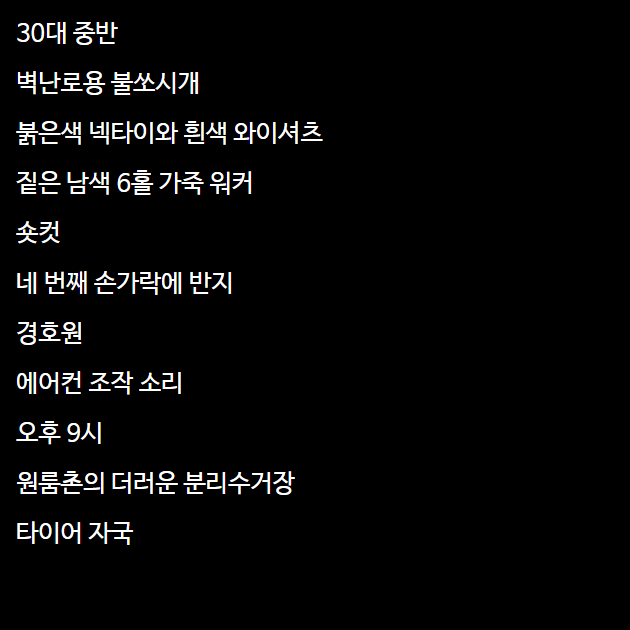 30대 중반
벽난로용 불쏘시개
붉은색 넥타이와 흰색 와이셔츠
짙은 남색 6홀 가죽 워커
숏컷
네 번째 손가락에 반지
경호원
에어컨 조작 소리
오후 9시
원룸촌의 더러운 분리수거장
타이어 자국